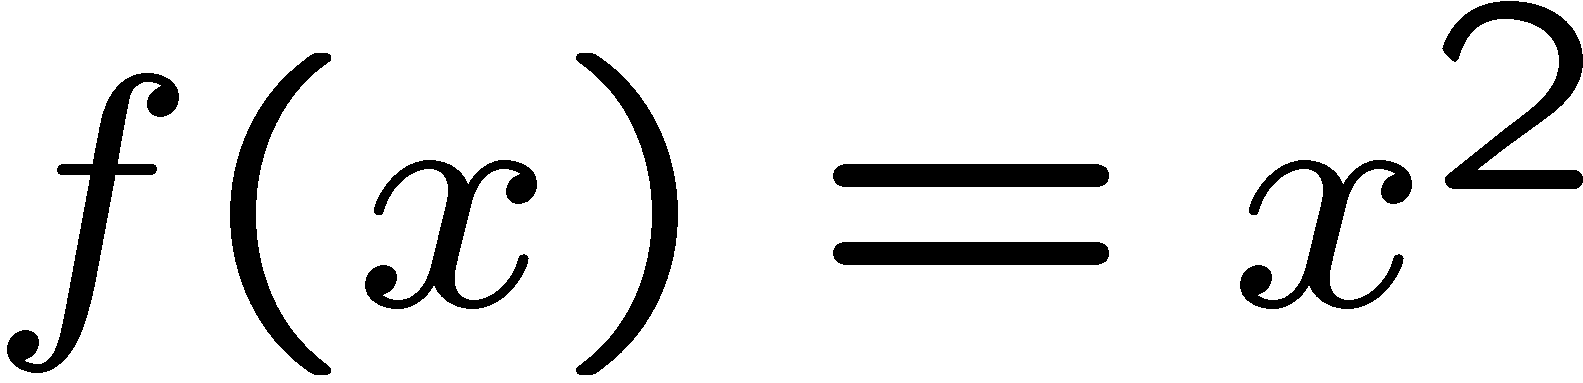 f(x) = x²